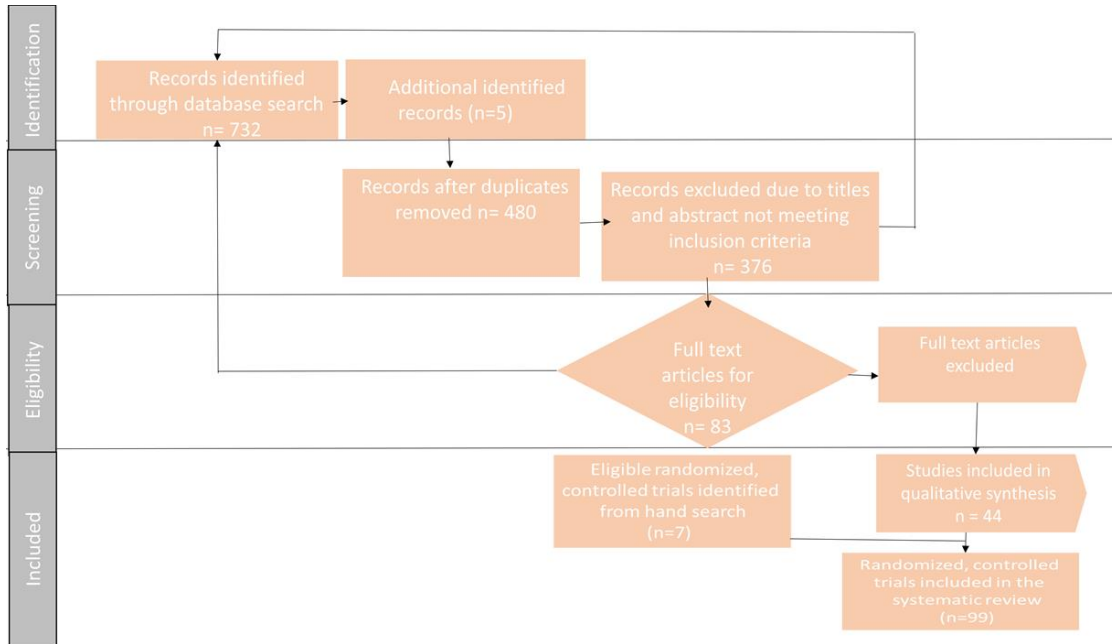 Identification
Records identified
through database search
n= 732
Additional identified
records (n=5)
Screening
Records after duplicates
removed n= 480
Records excluded due to titles
and abstract not meeting
inclusion criteria
n= 376
Eligibility
Full text
articles for
eligibility
n= 83
Full text articles
excluded
Included
Eligible randomized,
controlled trials identified
from hand search
(n=7)
Studies included in
qualitative synthesis
n = 44
Randomized, controlled
trials included in the
systematic review
(n=99)